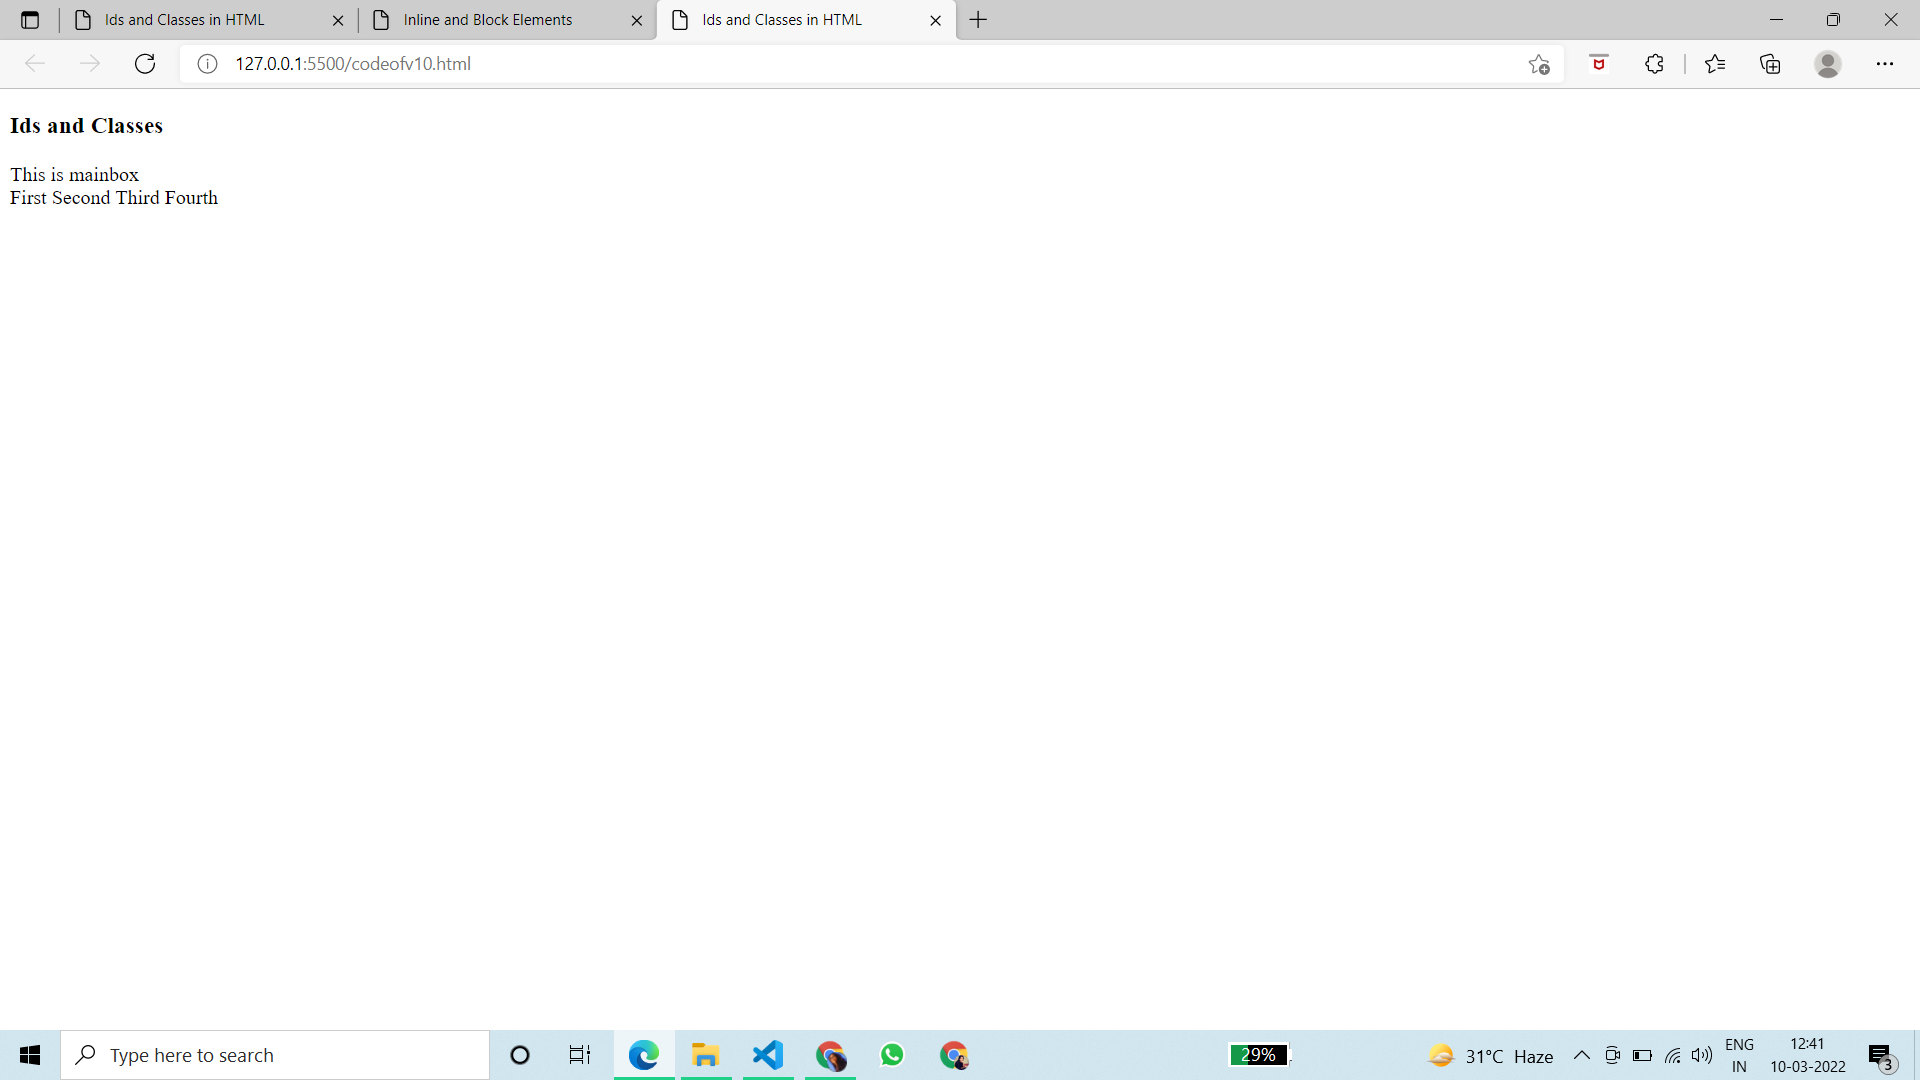 Ids and Classes in HTML
Inline and Block Elements
Ids and Classes in HTML
127.0.0.1:5500/codeofv10.html
Ids and Classes
This is mainbox
First Second Third Fourth
Type here to search
29%
31°C Haze
ENG
IN
12:41
10-03-2022
3